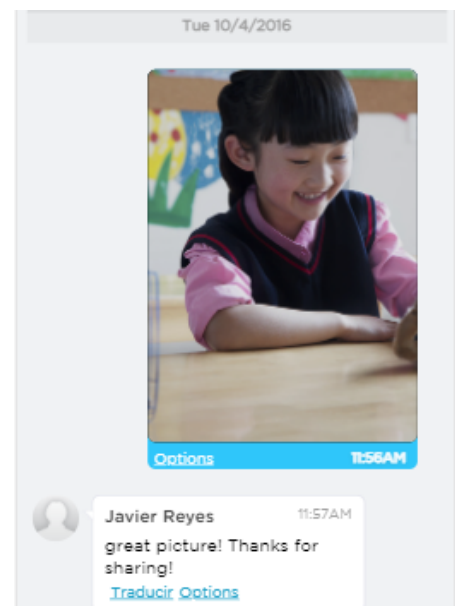 Tue 10/4/2016
Options 11:56AM
Javier Reyes 11:57AM
great picture! Thanks for
sharing!
Traducir Options